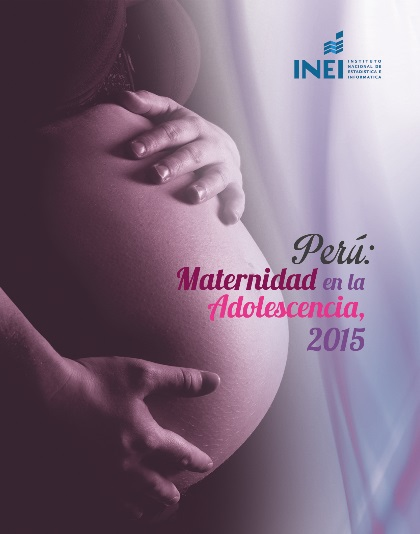 INEI
INSTITUTO
NACIONAL DE
ESTADÍSTICA E
INFORMÁTICA
Perú:
Maternidad en la
Adolescencia,
2015